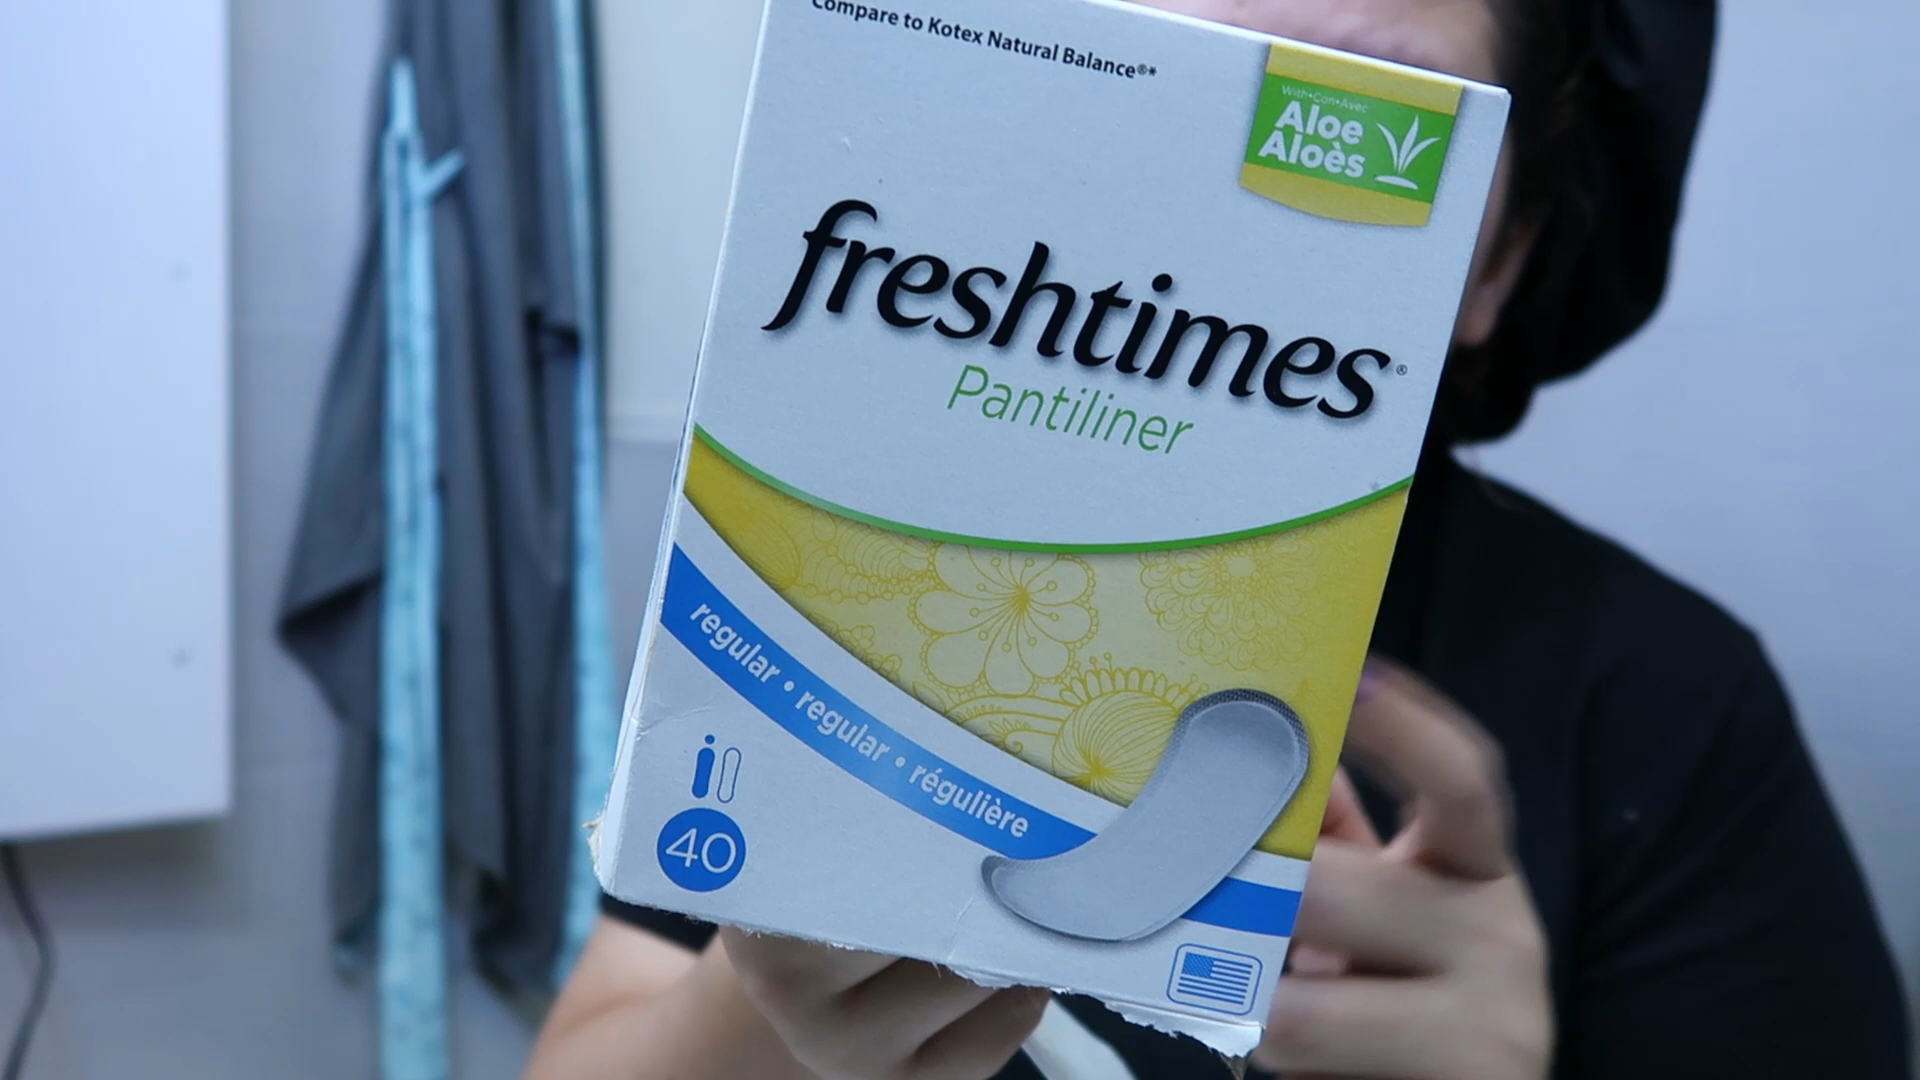 Compare to Kotex Natural Balance®*
With•Con•Avec
Aloe
Aloès
freshtimes®
Pantiliner
regular • regular • régulière
40